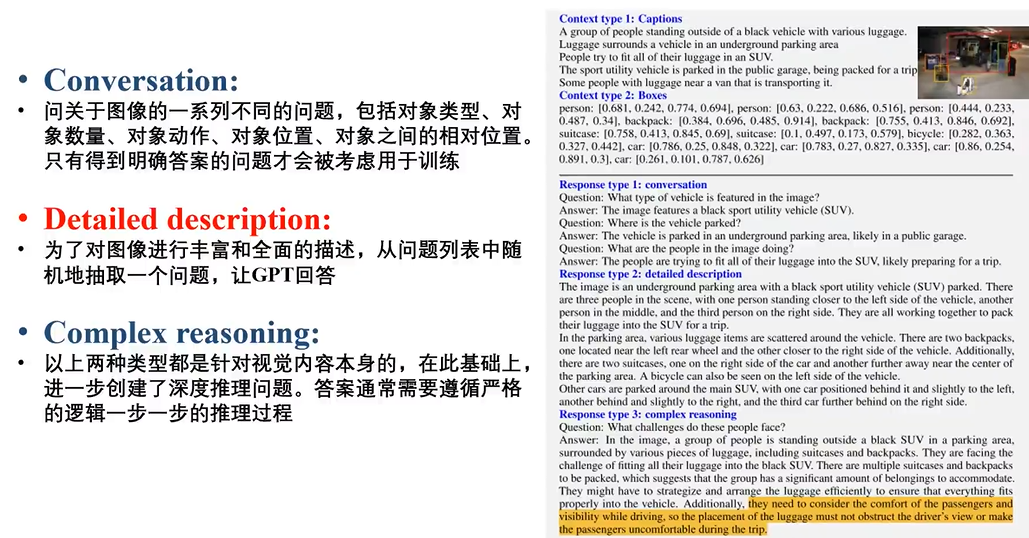 • Conversation:
• 问关于图像的一系列不同的问题，包括对象类型、对
象数量、对象动作、对象位置、对象之间的相对位置。
只有得到明确答案的问题才会被考虑用于训练
• Detailed description:
• 为了对图像进行丰富和全面的描述，从问题列表中随
机地抽取一个问题，让GPT回答
• Complex reasoning:
• 以上两种类型都是针对视觉内容本身的，在此基础上，
进一步创建了深度推理问题。答案通常需要遵循严格
的逻辑一步一步的推理过程
Context type 1: Captions
A group of people standing outside of a black vehicle with various luggage.
Luggage surrounds a vehicle in an underground parking area
People try to fit all of their luggage in an SUV.
The sport utility vehicle is parked in the public garage, being packed for a trip
Some people with luggage near a van that is transporting it.
Context type 2: Boxes
person: [0.681, 0.242, 0.774, 0.694], person: [0.63, 0.222, 0.686, 0.516], person: [0.444, 0.233,
0.487, 0.34], backpack: [0.384, 0.696, 0.485, 0.914], backpack: [0.755, 0.413, 0.846, 0.692],
suitcase: [0.758, 0.413, 0.845, 0.69], suitcase: [0.1, 0.497, 0.173, 0.579], bicycle: [0.282, 0.363,
0.327, 0.442], car: [0.786, 0.25, 0.848, 0.322], car: [0.783, 0.27, 0.827, 0.335], car: [0.86, 0.254,
0.891, 0.3], car: [0.261, 0.101, 0.787, 0.626]
Response type 1: conversation
Question: What type of vehicle is featured in the image?
Answer: The image features a black sport utility vehicle (SUV).
Question: Where is the vehicle parked?
Answer: The vehicle is parked in an underground parking area, likely in a public garage.
Question: What are the people in the image doing?
Answer: The people are trying to fit all of their luggage into the SUV, likely preparing for a trip.
Response type 2: detailed description
The image is an underground parking area with a black sport utility vehicle (SUV) parked. There
are three people in the scene, with one person standing closer to the left side of the vehicle, another
person in the middle, and the third person on the right side. They are all working together to pack
their luggage into the SUV for a trip.
In the parking area, various luggage items are scattered around the vehicle. There are two backpacks,
one located near the left rear wheel and the other closer to the right side of the vehicle. Additionally,
there are two suitcases, one on the right side of the car and another further away near the center of
the parking area. A bicycle can also be seen on the left side of the vehicle.
Other cars are parked around the main SUV, with one car positioned behind it and slightly to the left,
another behind and slightly to the right, and the third car further behind on the right side.
Response type 3: complex reasoning
Question: What challenges do these people face?
Answer: In the image, a group of people is standing outside a black SUV in a parking area,
surrounded by various pieces of luggage, including suitcases and backpacks. They are facing the
challenge of fitting all their luggage into the black SUV. There are multiple suitcases and backpacks
to be packed, which suggests that the group has a significant amount of belongings to accommodate.
They might have to strategize and arrange the luggage efficiently to ensure that everything fits
properly into the vehicle. Additionally, they need to consider the comfort of the passengers and
visibility while driving, so the placement of the luggage must not obstruct the driver's view or make
the passengers uncomfortable during the trip.